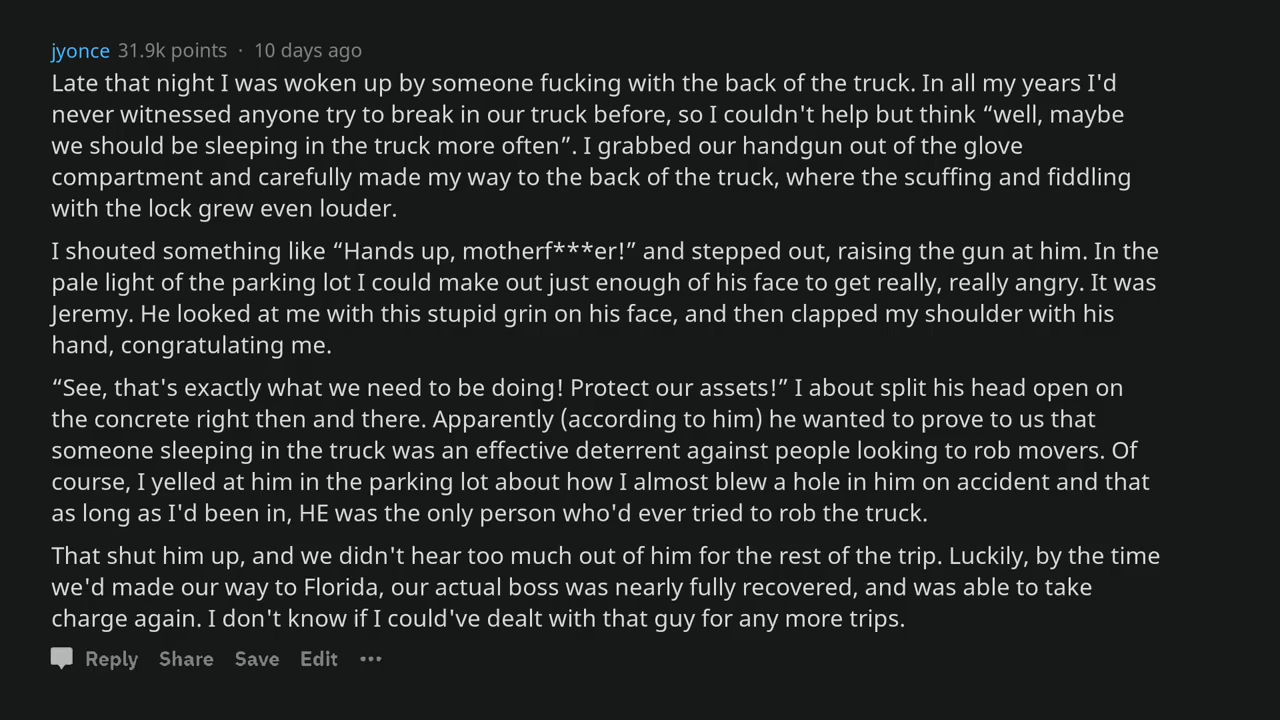 jyonce 31.9k points · 10 days ago
Late that night I was woken up by someone fucking with the back of the truck. In all my years I'd
never witnessed anyone try to break in our truck before, so I couldn't help but think “well, maybe
we should be sleeping in the truck more often”. I grabbed our handgun out of the glove
compartment and carefully made my way to the back of the truck, where the scuffing and fiddling
with the lock grew even louder.
I shouted something like “Hands up, motherf***er!” and stepped out, raising the gun at him. In the
pale light of the parking lot I could make out just enough of his face to get really, really angry. It was
Jeremy. He looked at me with this stupid grin on his face, and then clapped my shoulder with his
hand, congratulating me.
“See, that's exactly what we need to be doing! Protect our assets!” I about split his head open on
the concrete right then and there. Apparently (according to him) he wanted to prove to us that
someone sleeping in the truck was an effective deterrent against people looking to rob movers. Of
course, I yelled at him in the parking lot about how I almost blew a hole in him on accident and that
as long as I'd been in, HE was the only person who'd ever tried to rob the truck.
That shut him up, and we didn't hear too much out of him for the rest of the trip. Luckily, by the time
we'd made our way to Florida, our actual boss was nearly fully recovered, and was able to take
charge again. I don't know if I could've dealt with that guy for any more trips.
Reply Share Save Edit •••